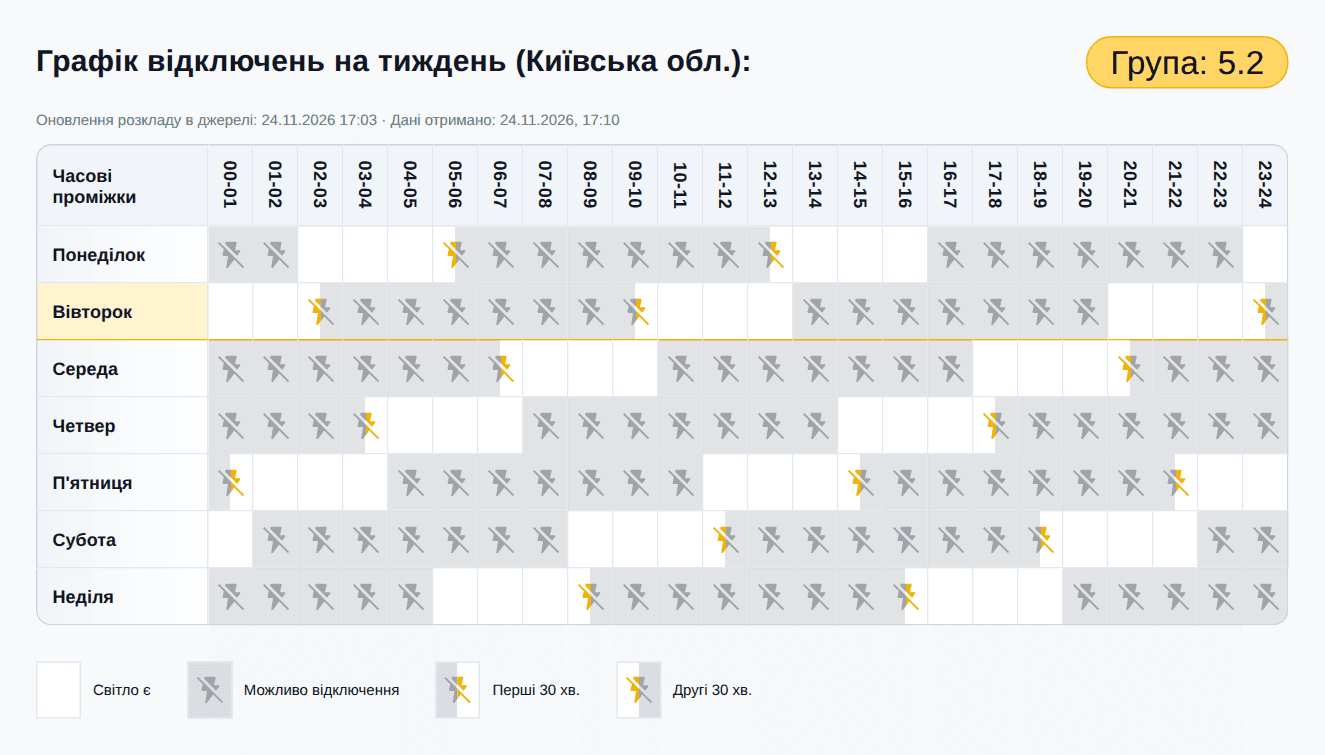 Графік відключень на тиждень (Київська обл.):
Група: 5.2
Оновлення розкладу в джерелі: 24.11.2026 17:03 · Дані отримано: 24.11.2026, 17:10
Часові
проміжки
00-01
01-02
02-03
03-04
04-05
05-06
06-07
07-08
08-09
09-10
10-11
11-12
12-13
13-14
14-15
15-16
16-17
17-18
18-19
19-20
20-21
21-22
22-23
23-24
Понеділок
Вівторок
Середа
Четвер
П'ятниця
Субота
Неділя
Світло є
Можливо відключення
Перші 30 хв.
Другі 30 хв.